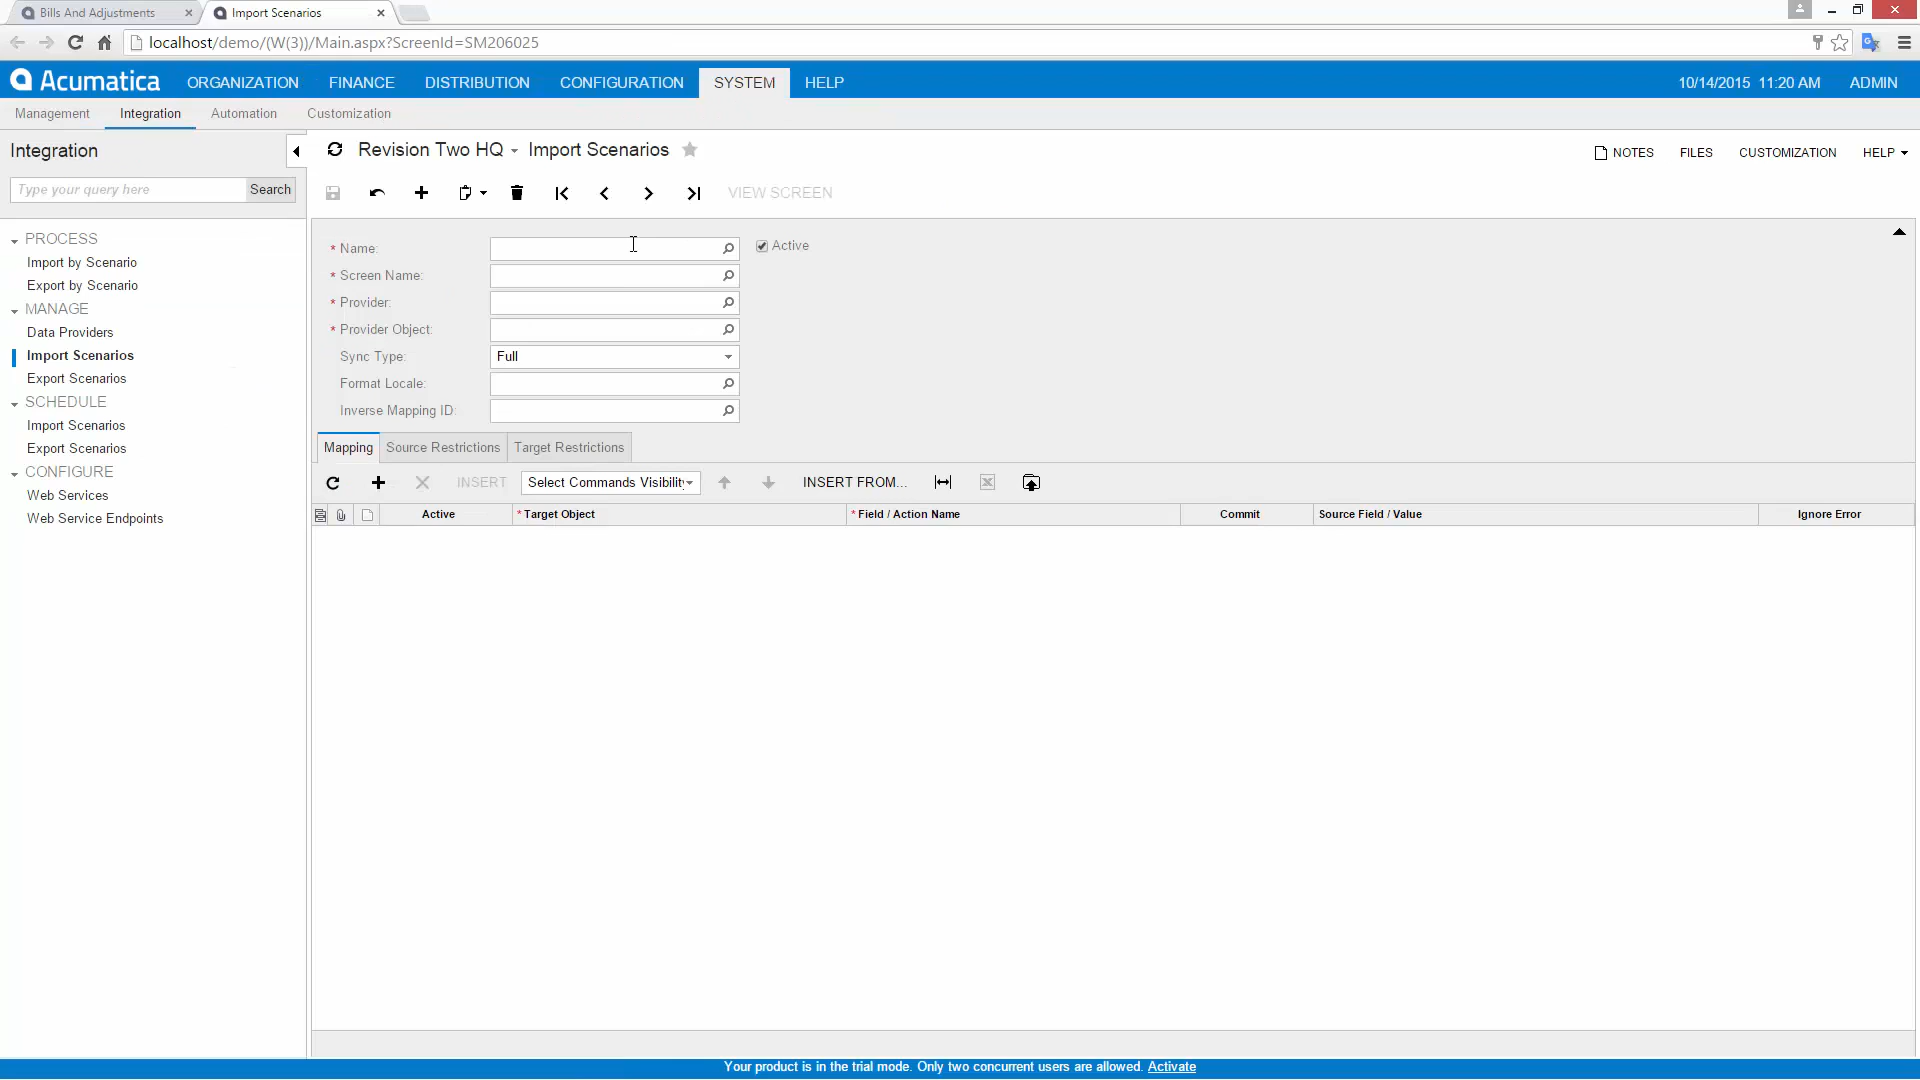 Bills And Adjustments
Import Scenarios
localhost/demo/(W(3))/Main.aspx?ScreenId=SM206025
Acumatica
ORGANIZATION FINANCE DISTRIBUTION CONFIGURATION SYSTEM HELP
10/14/2015 11:20 AM ADMIN
Management Integration Automation Customization
Integration
Revision Two HQ Import Scenarios
NOTES FILES CUSTOMIZATION HELP
Type your query here Search
VIEW SCREEN
PROCESS
Import by Scenario
Export by Scenario
MANAGE
Data Providers
Import Scenarios
Export Scenarios
SCHEDULE
Import Scenarios
Export Scenarios
CONFIGURE
Web Services
Web Service Endpoints
* Name:
Active
* Screen Name:
* Provider:
* Provider Object:
Sync Type: Full
Format Locale:
Inverse Mapping ID:
Mapping Source Restrictions Target Restrictions
INSERT Select Commands Visibility INSERT FROM...
Active * Target Object * Field / Action Name Commit Source Field / Value Ignore Error
Your product is in the trial mode. Only two concurrent users are allowed. Activate